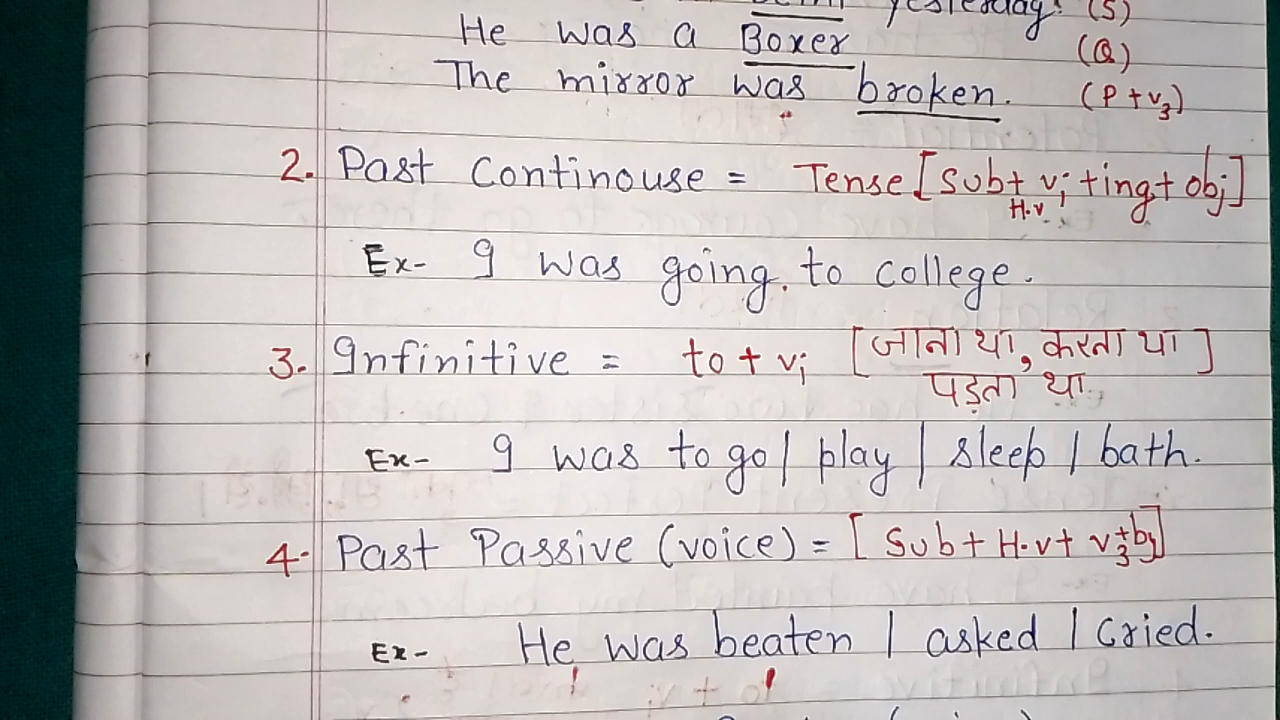 yesterday. (S)
He was a Boxer (Q)
The mirror was broken. (P + v3)
2. Past Continouse = Tense [Sub + v1 + ing + obj]
H.v
Ex- I was going to college.
3. Infinitive = to + v1 [जाना था, करना था]
पड़ता था
Ex- I was to go / play / sleep / bath.
4- Past Passive (voice) = [Sub + H.v + v3 + obj]
Ex- He was beaten / asked / cried.